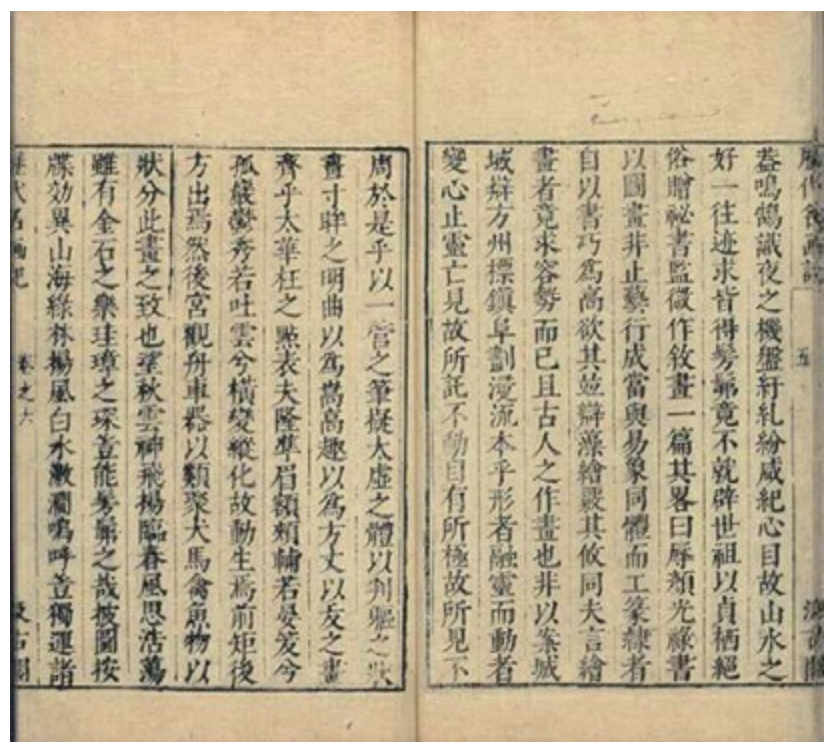 歷代名畫記 五 汲古閣
蓋鳴鵠識夜之機盤紆糺紛咸紀心目故山水之
好一往迹求皆得髣髴竟不就辟世祖以貞栖絕
俗贈祕書監微作敘畫一篇其畧曰辱顏光祿書
以圖畫非止藝行成當與易象同體而工篆隸者
自以書巧為高欲其並辯藻繪覈其攸同夫言繪
畫者竟求容勢而已且古人之作畫也非以案城
域辯方州摽鎮阜劃浸流本乎形者融靈而動者
變心止靈亡見故所託不動目有所極故所見不
周於是乎以一管之筆擬太虛之體以判軀之狀
畫寸眸之明曲以為嵩高趣以為方丈以叐之畫
齊乎太華枉之點表夫隆準眉額頰輔若晏笑兮
孤巖鬱秀若吐雲兮橫變縱化故動生焉前矩後
方出焉然後宮觀舟車器以類聚犬馬禽魚物以
狀分此畫之致也望秋雲神飛揚臨春風思浩蕩
雖有金石之樂珪璋之琛豈能髣髴之哉披圖按
牒効異山海綠林揚風白水激澗嗚呼豈獨運諸
歷代名畫記 卷之六 汲古閣